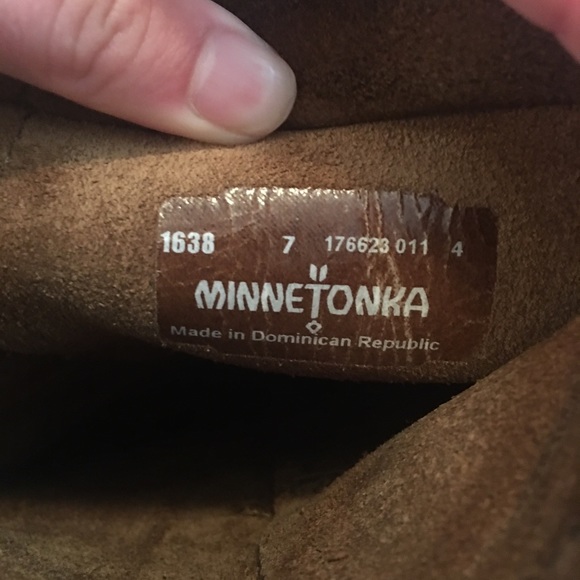 1638 7 176623 011 4
MINNETONKA
Made in Dominican Republic